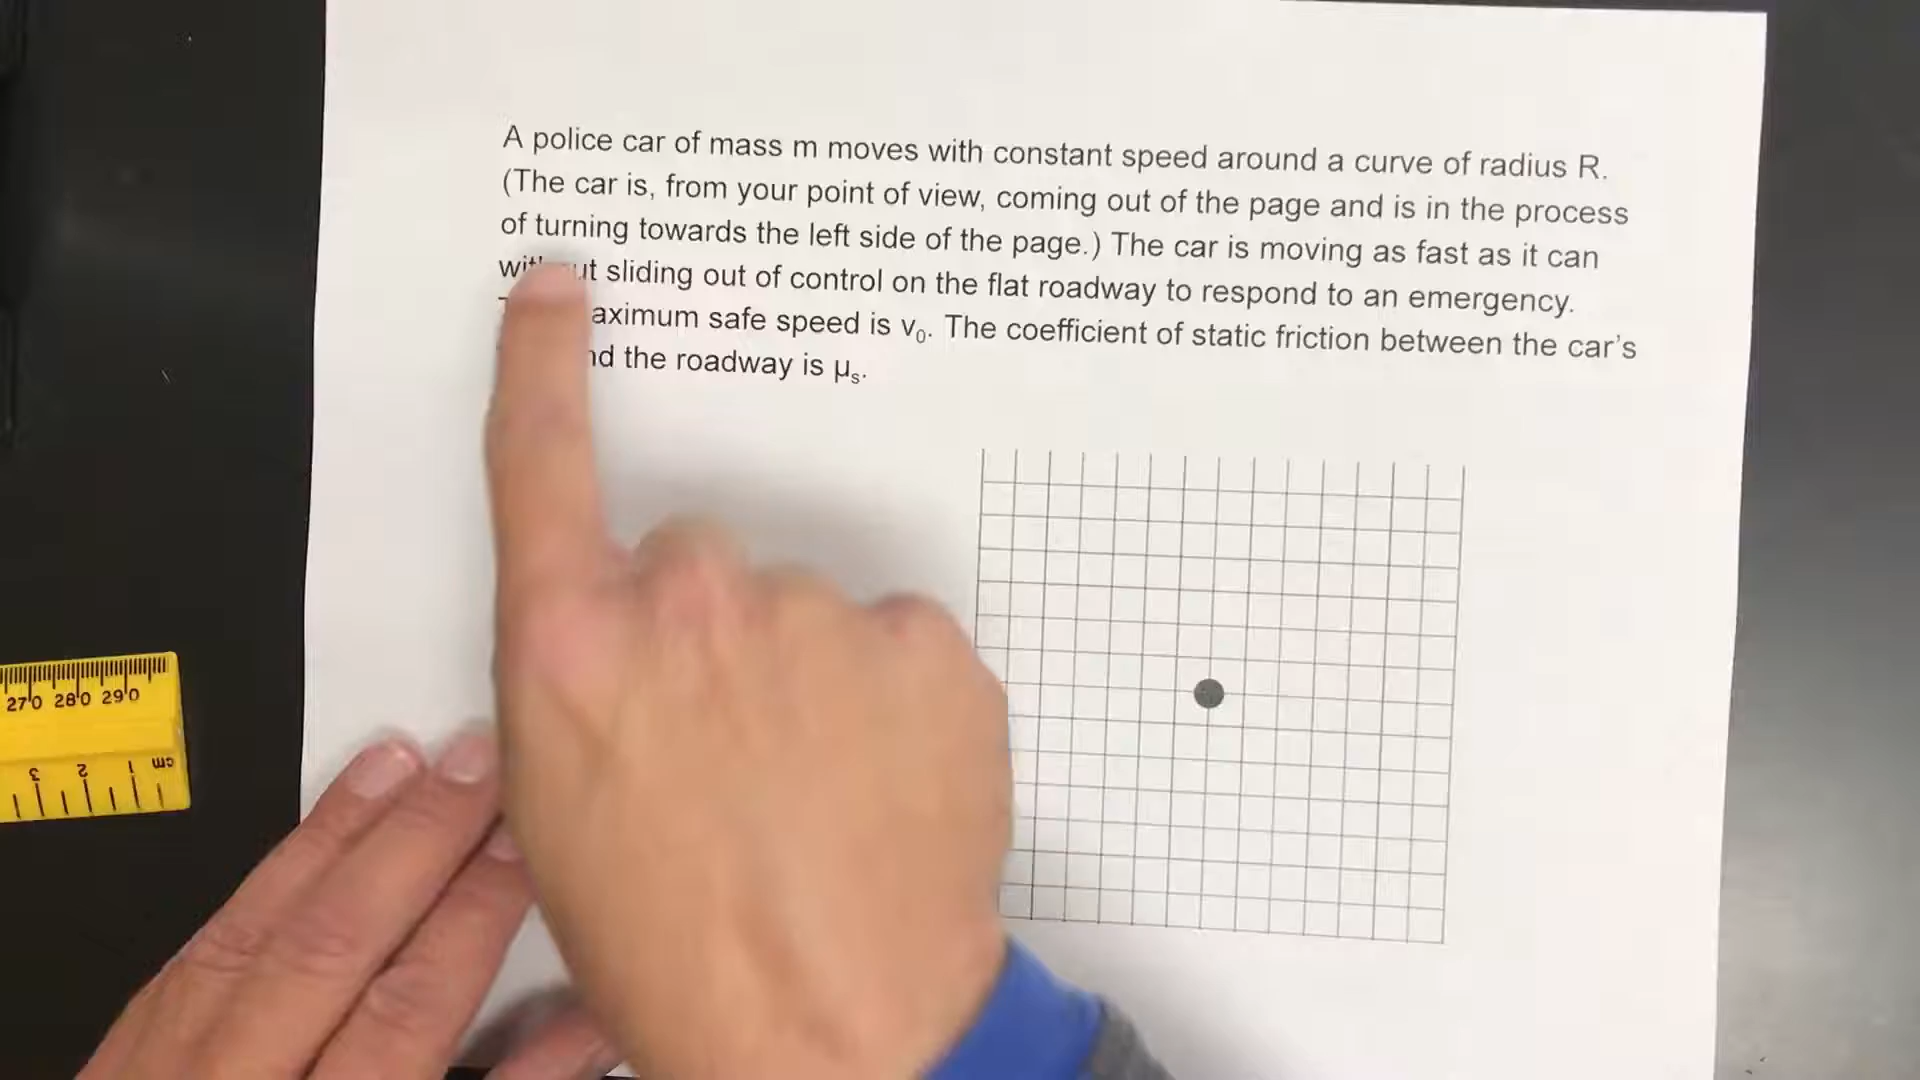 A police car of mass m moves with constant speed around a curve of radius R.
(The car is, from your point of view, coming out of the page and is in the process
of turning towards the left side of the page.) The car is moving as fast as it can
sliding out of control on the flat roadway to respond to an emergency.
speed is v₀. The coefficient of static friction between the car's
the roadway is μₛ.
270 280 290
3 2 1 cm